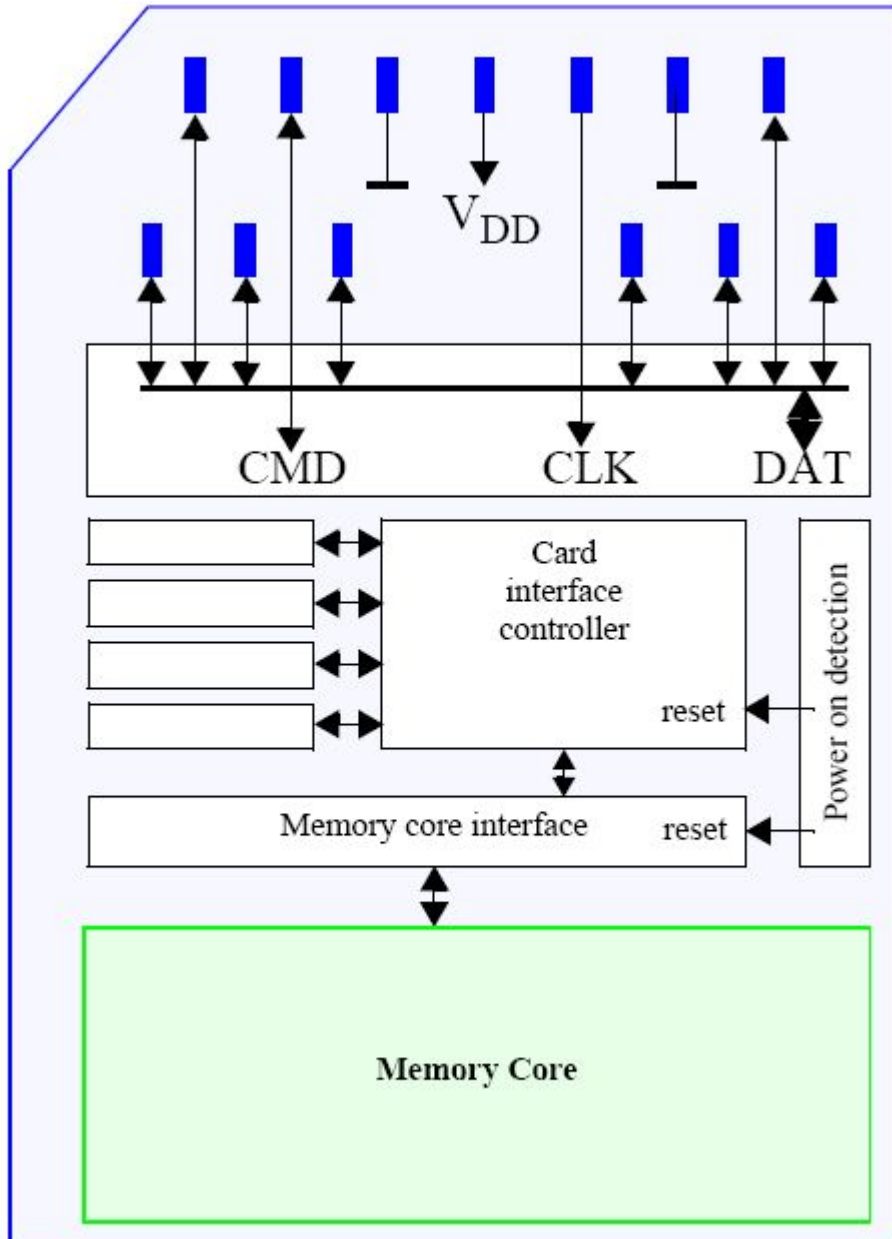 VDD
CMD
CLK
DAT
Card
interface
controller
reset
Power on detection
Memory core interface
reset
Memory Core